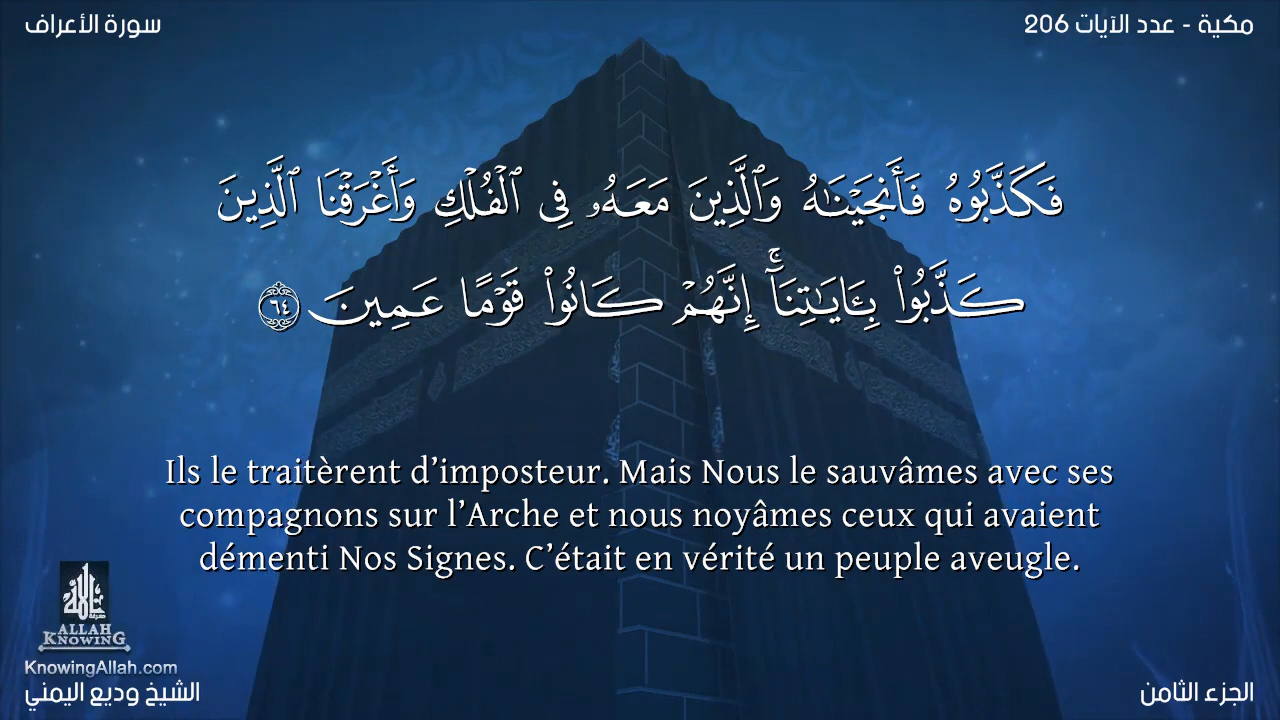 سورة الأعراف
مكية - عدد الآيات 206
فَكَذَّبُوهُ فَأَنجَيْنَٰهُ وَٱلَّذِينَ مَعَهُۥ فِى ٱلْفُلْكِ وَأَغْرَقْنَا ٱلَّذِينَ
كَذَّبُوا۟ بِـَٔايَٰتِنَآ ۚ إِنَّهُمْ كَانُوا۟ قَوْمًا عَمِينَ ٦٤
Ils le traitèrent d’imposteur. Mais Nous le sauvâmes avec ses
compagnons sur l’Arche et nous noyâmes ceux qui avaient
démenti Nos Signes. C’était en vérité un peuple aveugle.
ALLAH
KNOWING
KnowingAllah.com
الشيخ وديع اليمني
الجزء الثامن